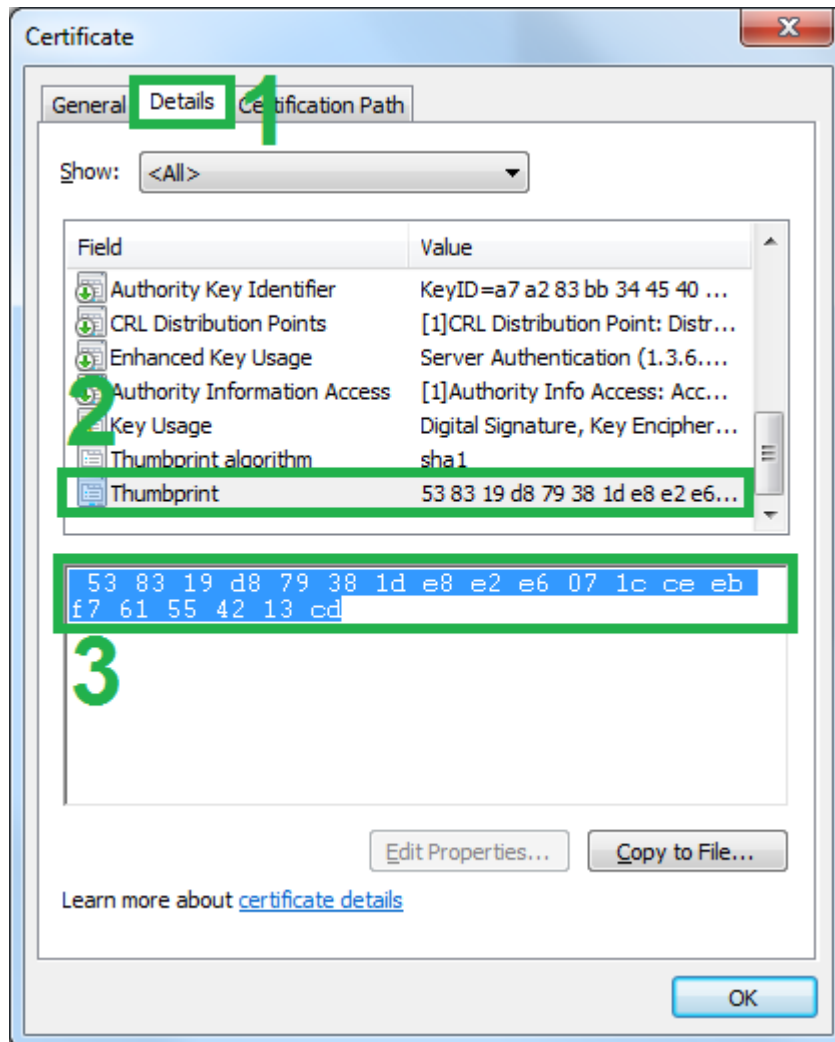 Certificate
General Details Certification Path
1
Show: <All>
Field Value
Authority Key Identifier KeyID=a7 a2 83 bb 34 45 40 ...
CRL Distribution Points [1]CRL Distribution Point: Distr...
Enhanced Key Usage Server Authentication (1.3.6....
Authority Information Access [1]Authority Info Access: Acc...
2
Key Usage Digital Signature, Key Encipher...
Thumbprint algorithm sha1
Thumbprint 53 83 19 d8 79 38 1d e8 e2 e6...
53 83 19 d8 79 38 1d e8 e2 e6 07 1c ce eb
f7 61 55 42 13 cd
3
Edit Properties... Copy to File...
Learn more about certificate details
OK